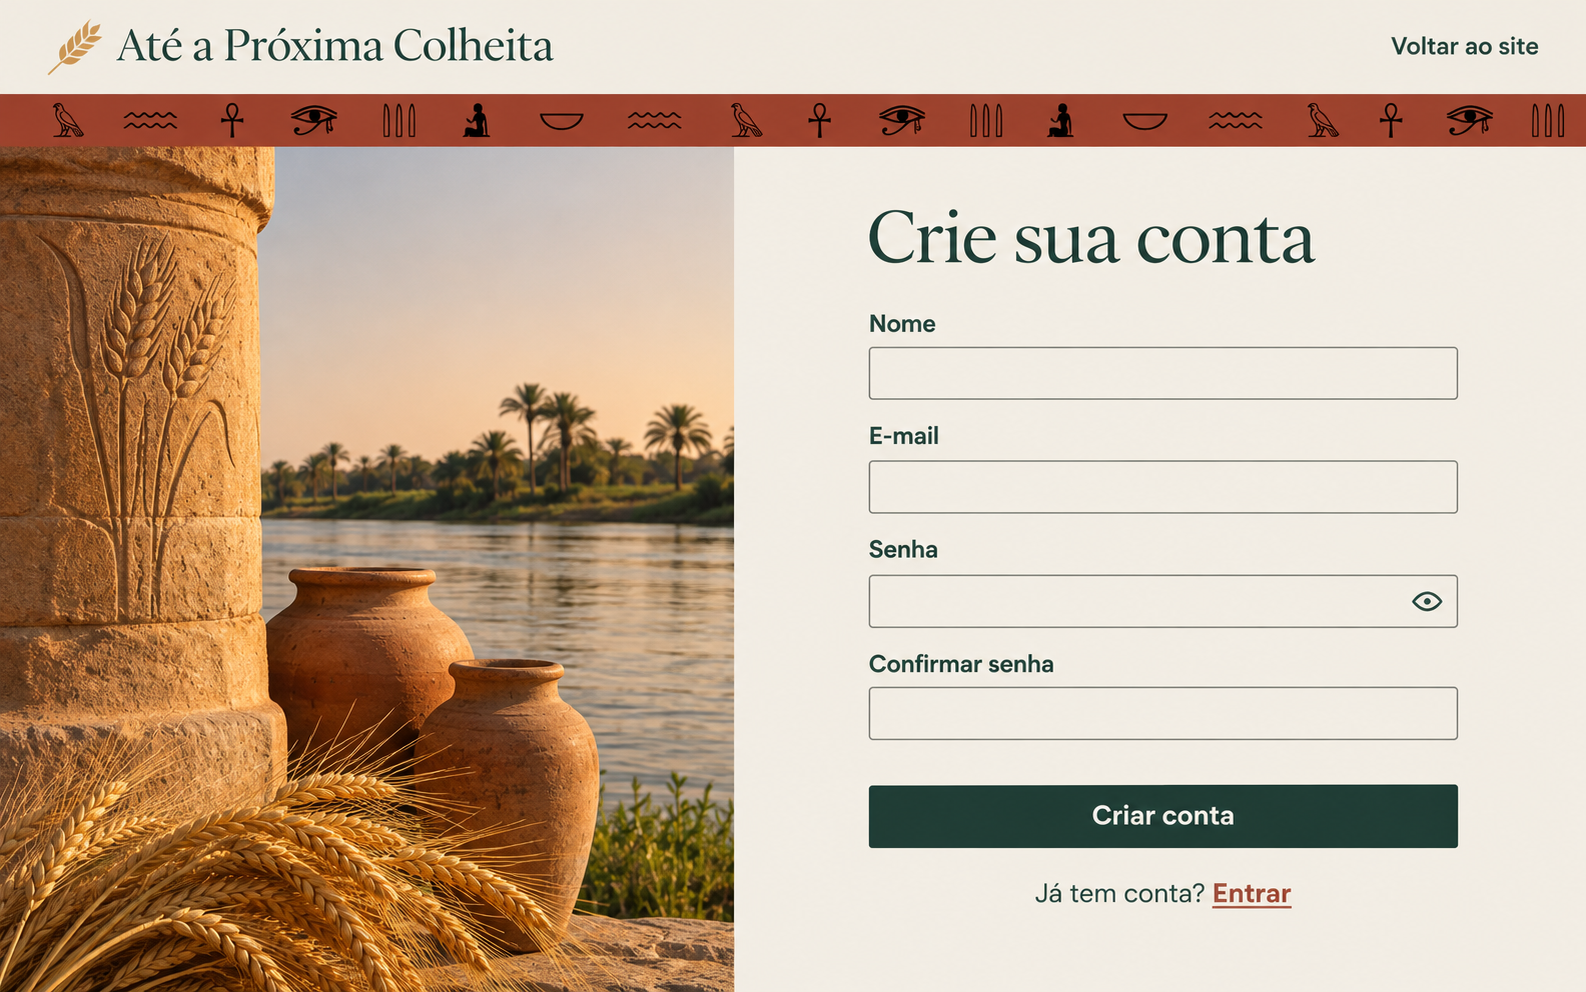 Até a Próxima Colheita
Voltar ao site
Crie sua conta
Nome
E-mail
Senha
Confirmar senha
Criar conta
Já tem conta? Entrar